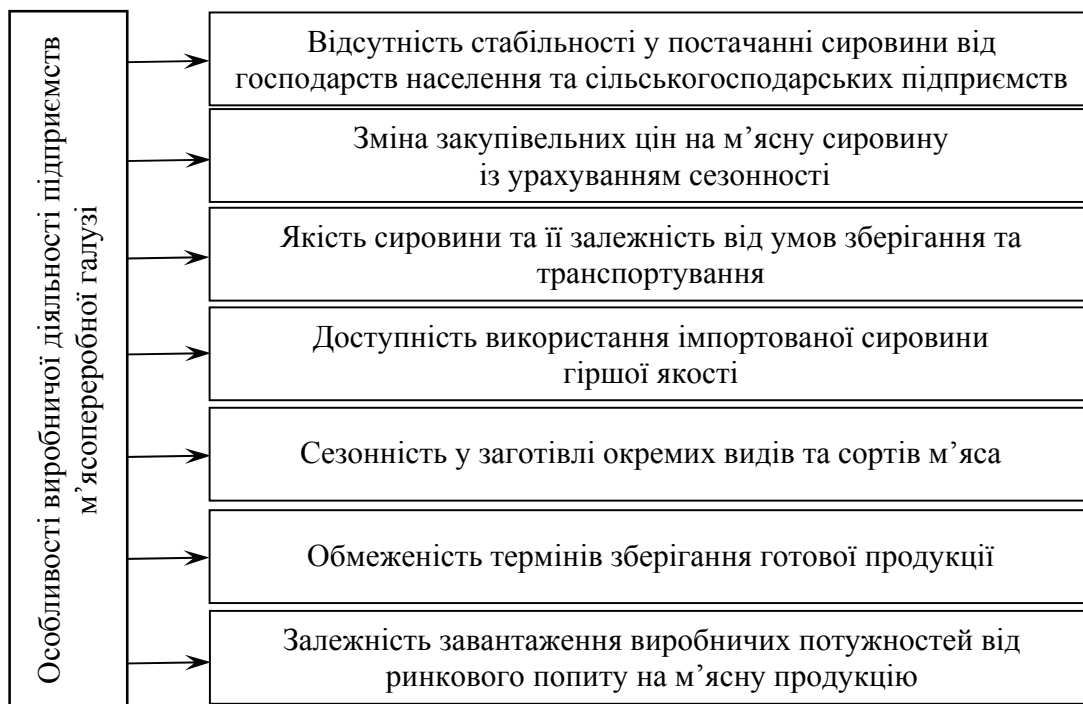 Особливості виробничої діяльності підприємств
м’ясопереробної галузі
Відсутність стабільності у постачанні сировини від
господарств населення та сільськогосподарських підприємств
Зміна закупівельних цін на м’ясну сировину
із урахуванням сезонності
Якість сировини та її залежність від умов зберігання та
транспортування
Доступність використання імпортованої сировини
гіршої якості
Сезонність у заготівлі окремих видів та сортів м’яса
Обмеженість термінів зберігання готової продукції
Залежність завантаження виробничих потужностей від
ринкового попиту на м’ясну продукцію